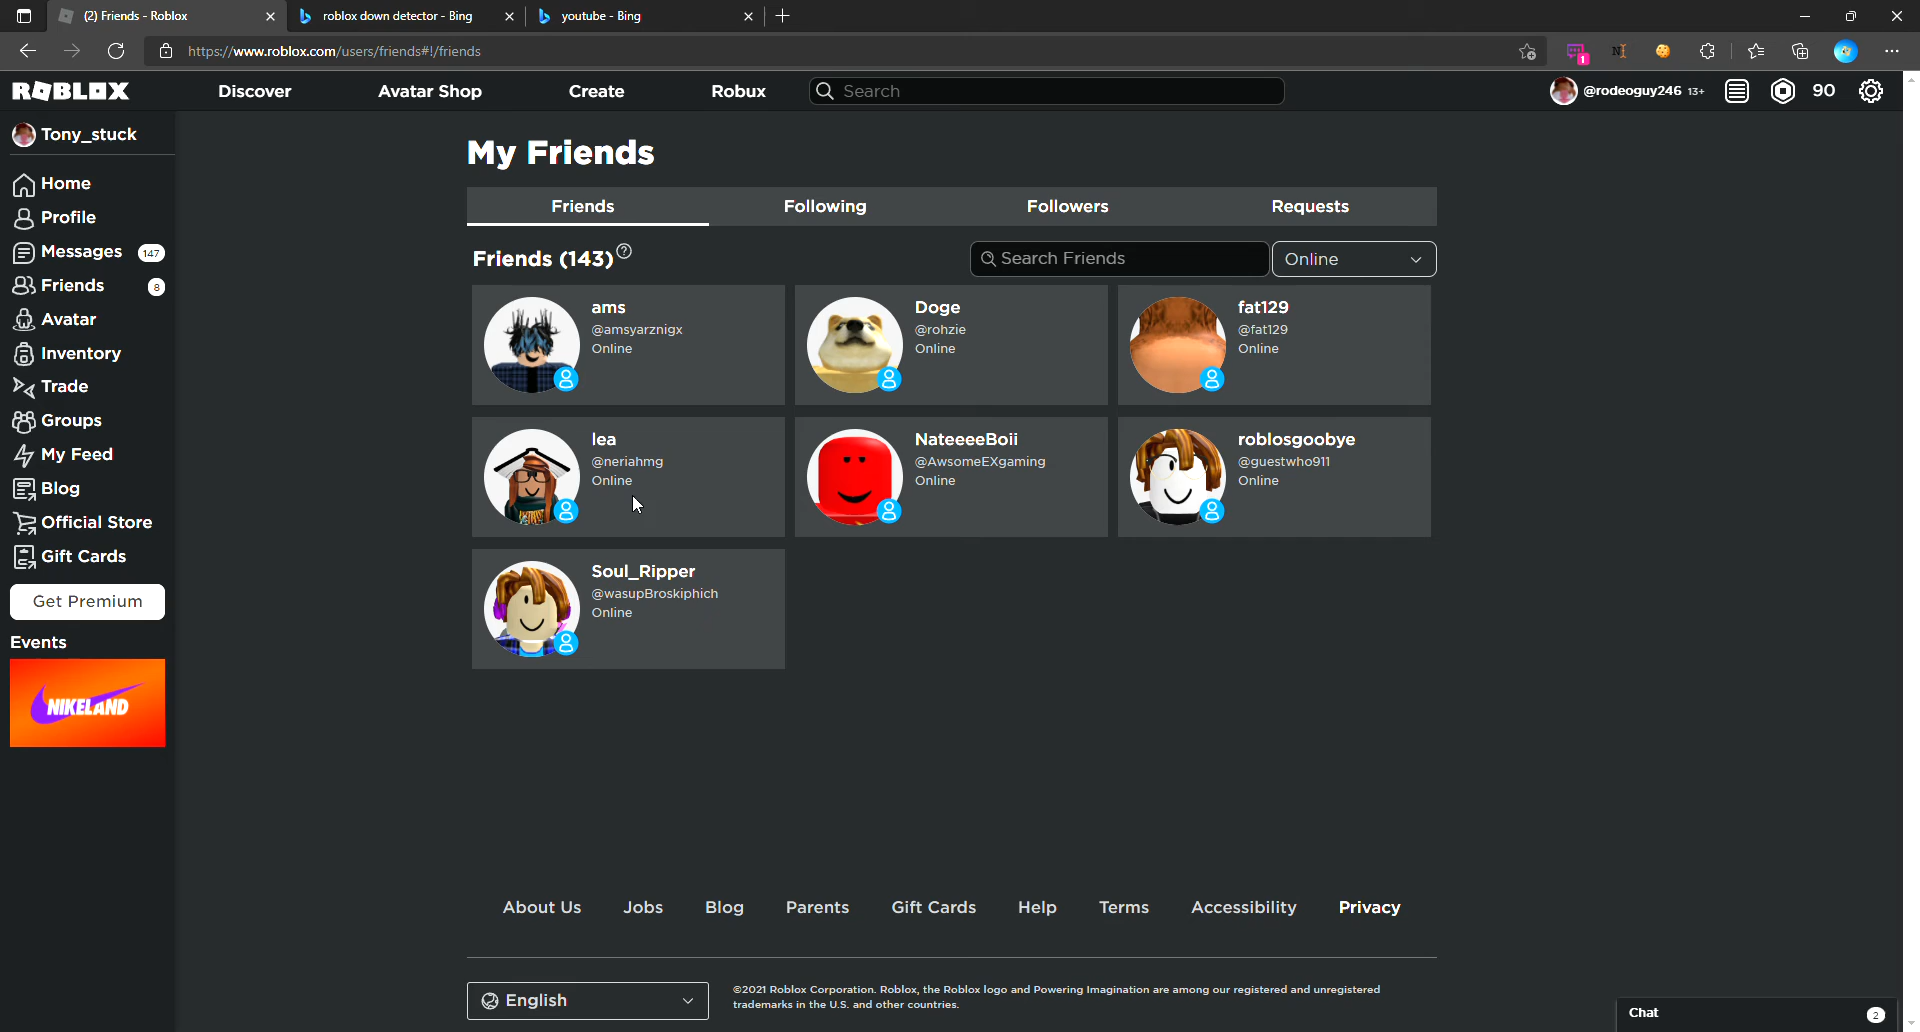 (2) Friends - Roblox
roblox down detector - Bing
youtube - Bing
https://www.roblox.com/users/friends#!/friends
1
ROBLOX
Discover
Avatar Shop
Create
Robux
Search
@rodeoguy246 13+
90
Tony_stuck
Home
Profile
Messages 147
Friends 8
Avatar
Inventory
Trade
Groups
My Feed
Blog
Official Store
Gift Cards
Get Premium
Events
NIKELAND
My Friends
Friends
Following
Followers
Requests
Friends (143)
Search Friends
Online
ams
@amsyarznigx
Online
Doge
@rohzie
Online
fat129
@fat129
Online
lea
@neriahmg
Online
NateeeeBoii
@AwsomeEXgaming
Online
roblosgoobye
@guestwho911
Online
Soul_Ripper
@wasupBroskiphich
Online
About Us
Jobs
Blog
Parents
Gift Cards
Help
Terms
Accessibility
Privacy
English
©2021 Roblox Corporation. Roblox, the Roblox logo and Powering Imagination are among our registered and unregistered
trademarks in the U.S. and other countries.
Chat 2